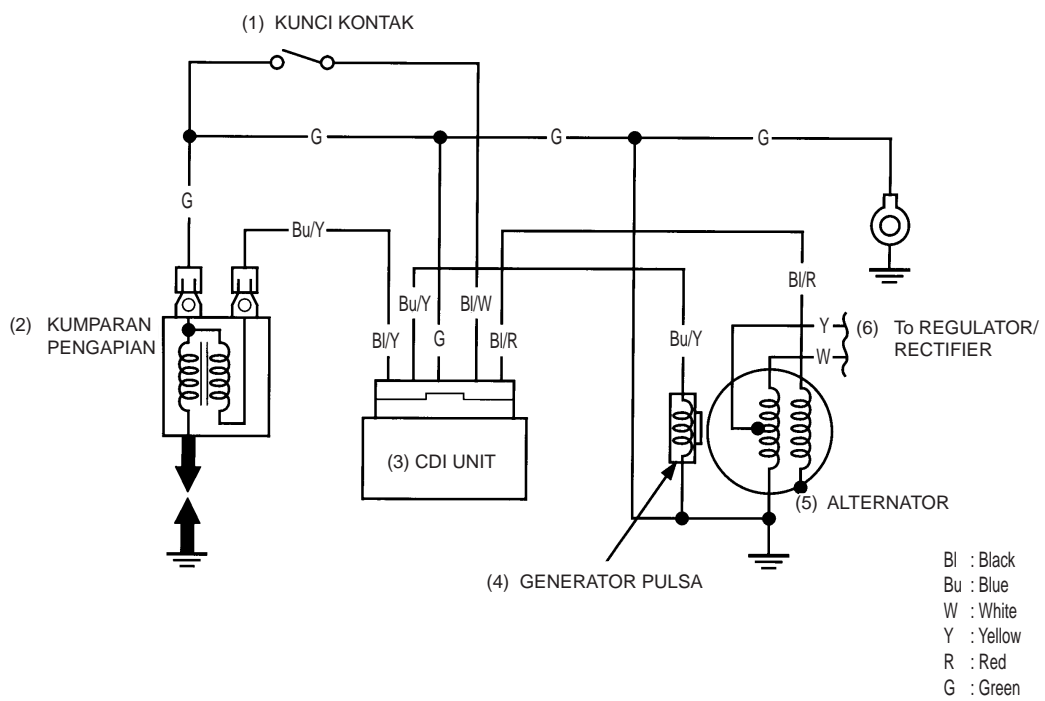 (1) KUNCI KONTAK
G
G
G
G
Bu/Y
Bu/Y
Bl/W
Bl/R
(2) KUMPARAN
PENGAPIAN
Bl/Y
G
Bl/R
Bu/Y
Y
W
(6) To REGULATOR/
RECTIFIER
(3) CDI UNIT
(5) ALTERNATOR
(4) GENERATOR PULSA
Bl : Black
Bu : Blue
W : White
Y : Yellow
R : Red
G : Green